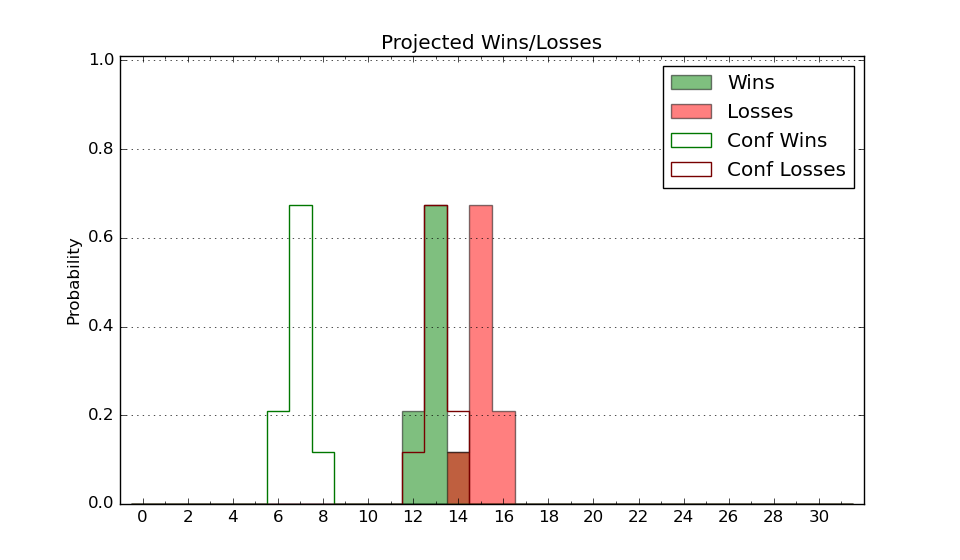 Projected Wins/Losses
1.0
0.8
0.6
0.4
0.2
0.0
Probability
Wins
Losses
Conf Wins
Conf Losses
0 2 4 6 8 10 12 14 16 18 20 22 24 26 28 30